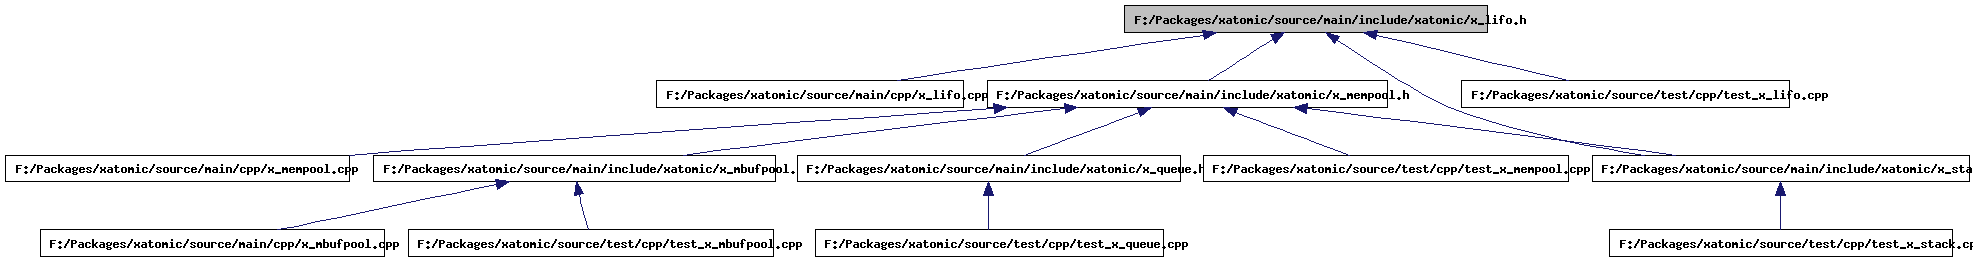 F:/Packages/xatomic/source/main/include/xatomic/x_lifo.h
F:/Packages/xatomic/source/main/cpp/x_lifo.cpp
F:/Packages/xatomic/source/main/include/xatomic/x_mempool.h
F:/Packages/xatomic/source/test/cpp/test_x_lifo.cpp
F:/Packages/xatomic/source/main/cpp/x_mempool.cpp
F:/Packages/xatomic/source/main/include/xatomic/x_mbufpool.
F:/Packages/xatomic/source/main/include/xatomic/x_queue.h
F:/Packages/xatomic/source/test/cpp/test_x_mempool.cpp
F:/Packages/xatomic/source/main/include/xatomic/x_sta
F:/Packages/xatomic/source/main/cpp/x_mbufpool.cpp
F:/Packages/xatomic/source/test/cpp/test_x_mbufpool.cpp
F:/Packages/xatomic/source/test/cpp/test_x_queue.cpp
F:/Packages/xatomic/source/test/cpp/test_x_stack.cp